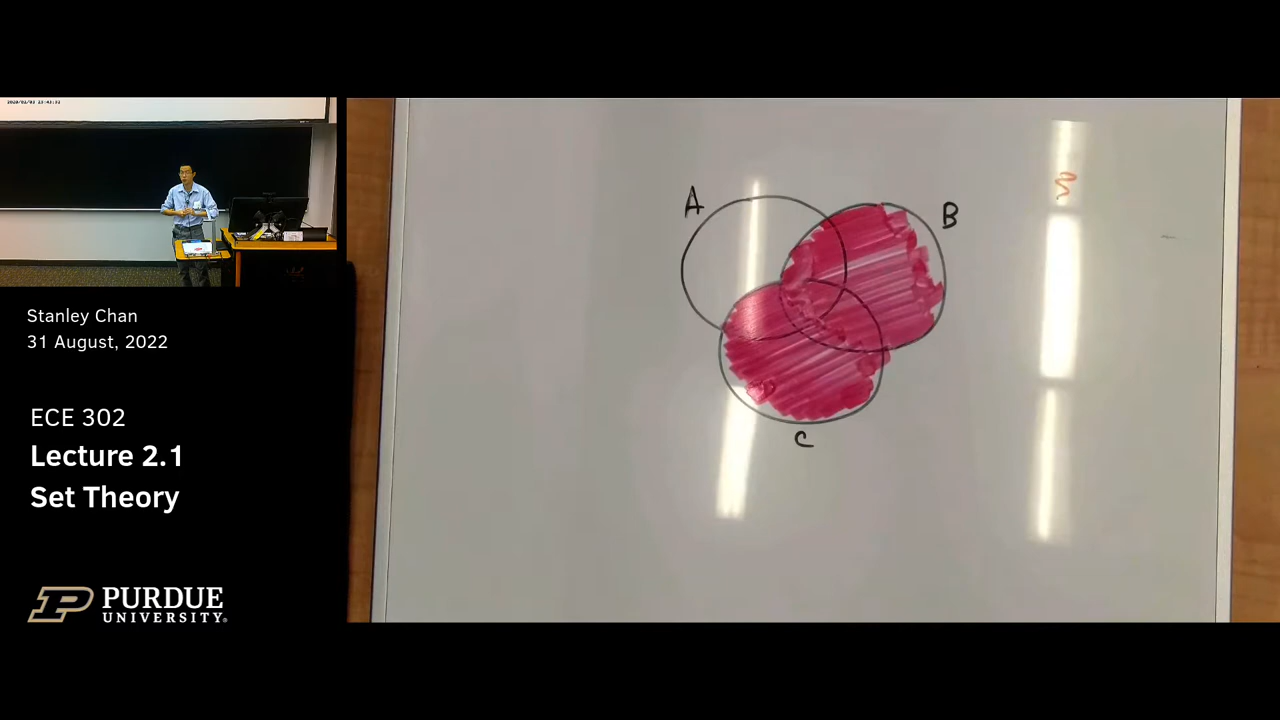 Stanley Chan
31 August, 2022
ECE 302
Lecture 2.1
Set Theory
PURDUE
UNIVERSITY®
A
B
C